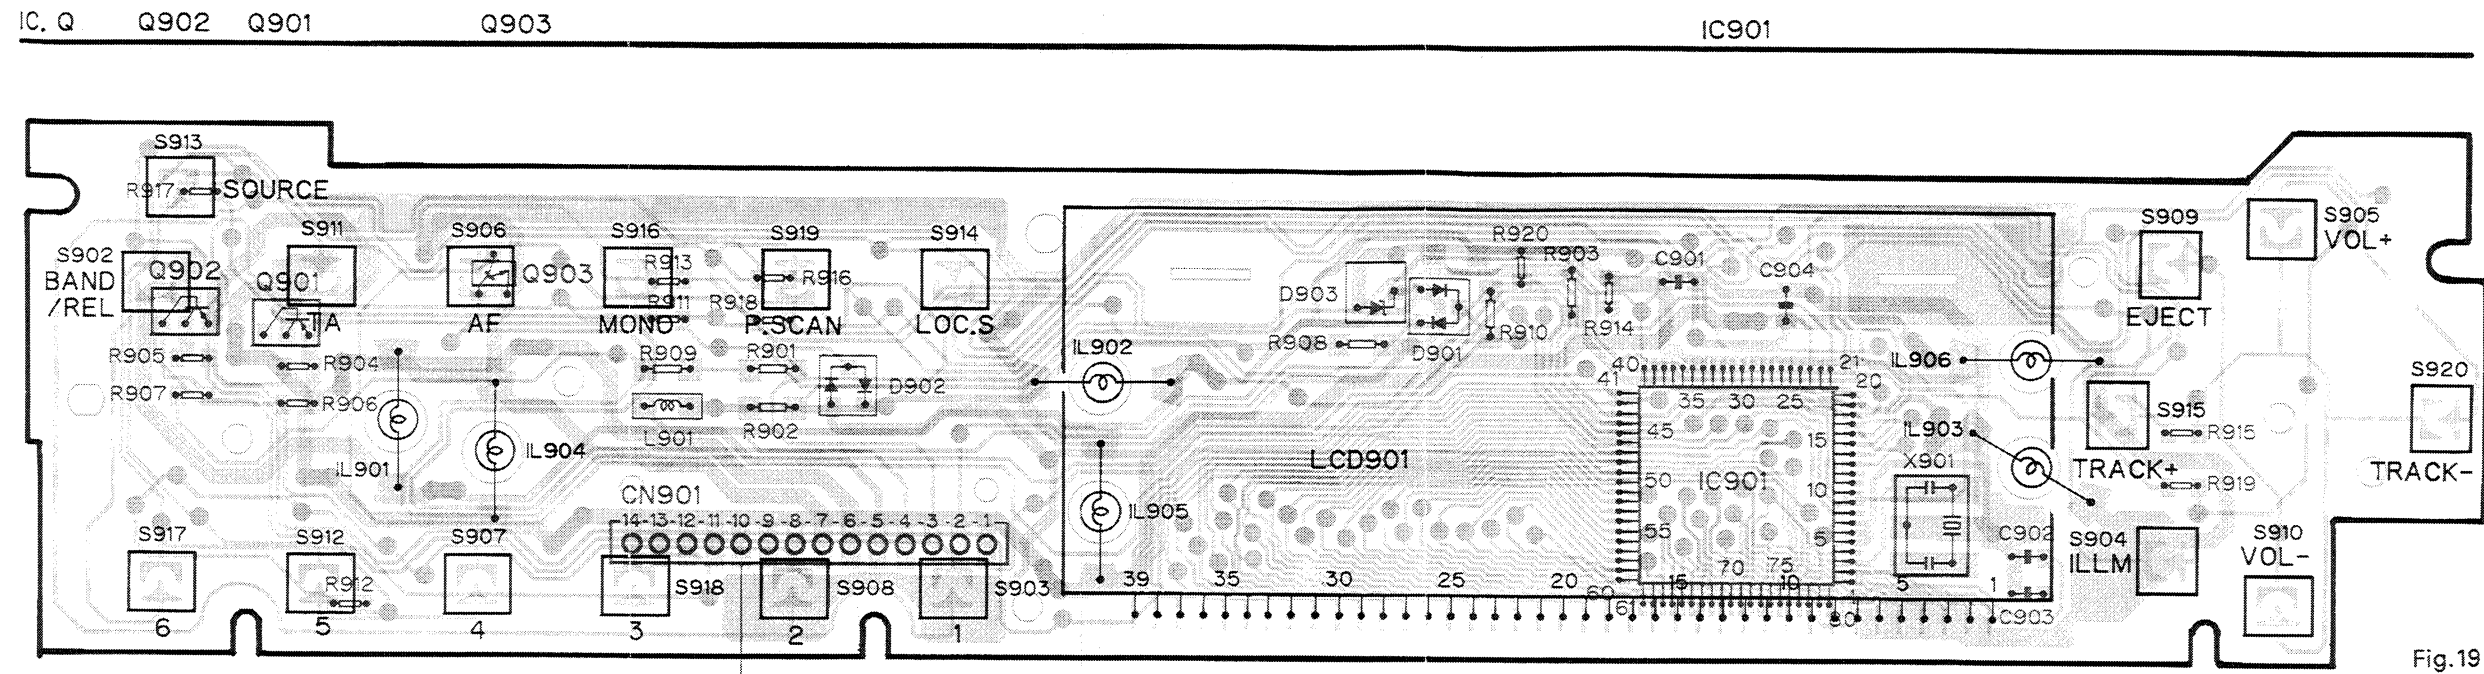 IC. Q Q902 Q901 Q903 IC901
S913
R917 SOURCE
S909
S905
VOL+
S902
BAND
/REL
Q902
S911
Q901
TA
S906
Q903
AF
S916
R913
R911
MONO
S919
R916
R918
P.SCAN
S914
LOC.S
R920
R903
C901
C904
D903
R910
R914
R908
D901
EJECT
R905
R904
R909
R901
D902
IL902
IL906
R907
R906
L901
R902
40
41
21
20
35 30 25
45
15
50
IC901
10
55
5
60
61
70
75
80
S920
S915
R915
IL903
TRACK+
TRACK-
R919
IL901
IL904
LCD901
X901
CN901
14-13-12-11-10-9-8-7-6-5-4-3-2-1
IL905
S917
S912
S907
R912
S918
S908
S903
39 35 30 25 20 15 10 5 1
C902
C903
S904
ILLM
S910
VOL-
6 5 4 3 2 1
Fig.19